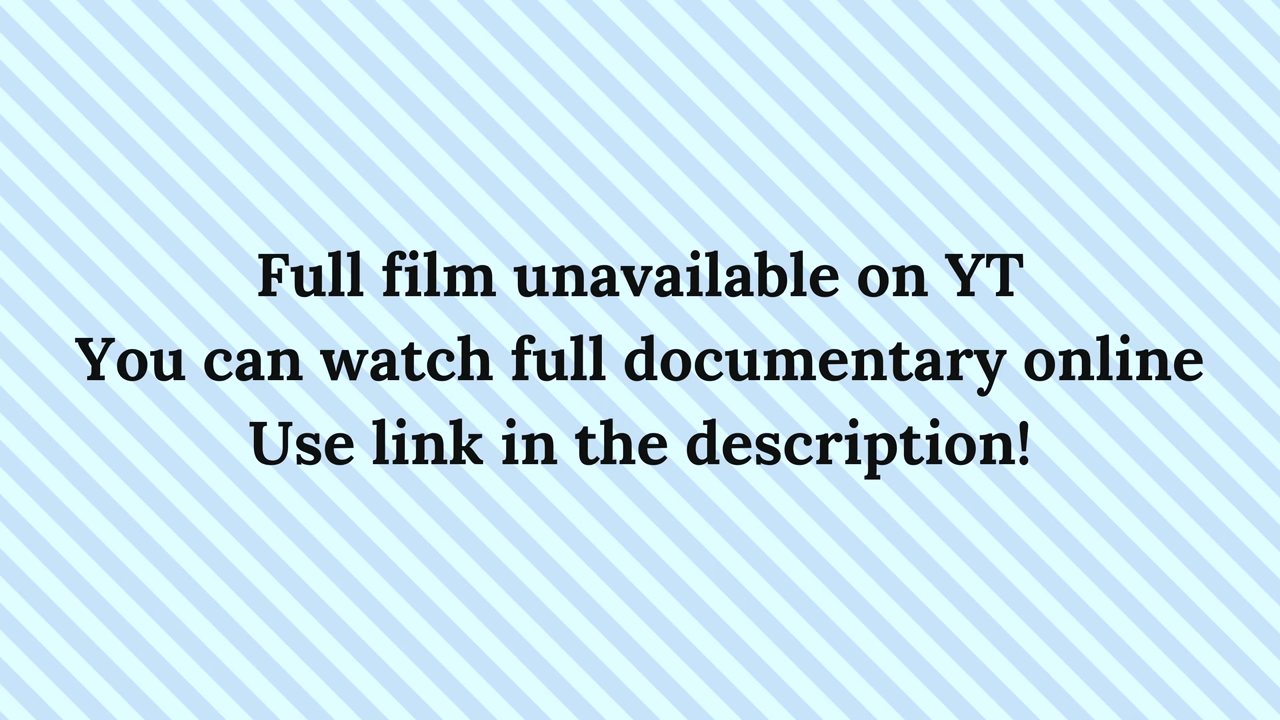 Full film unavailable on YT
You can watch full documentary online
Use link in the description!